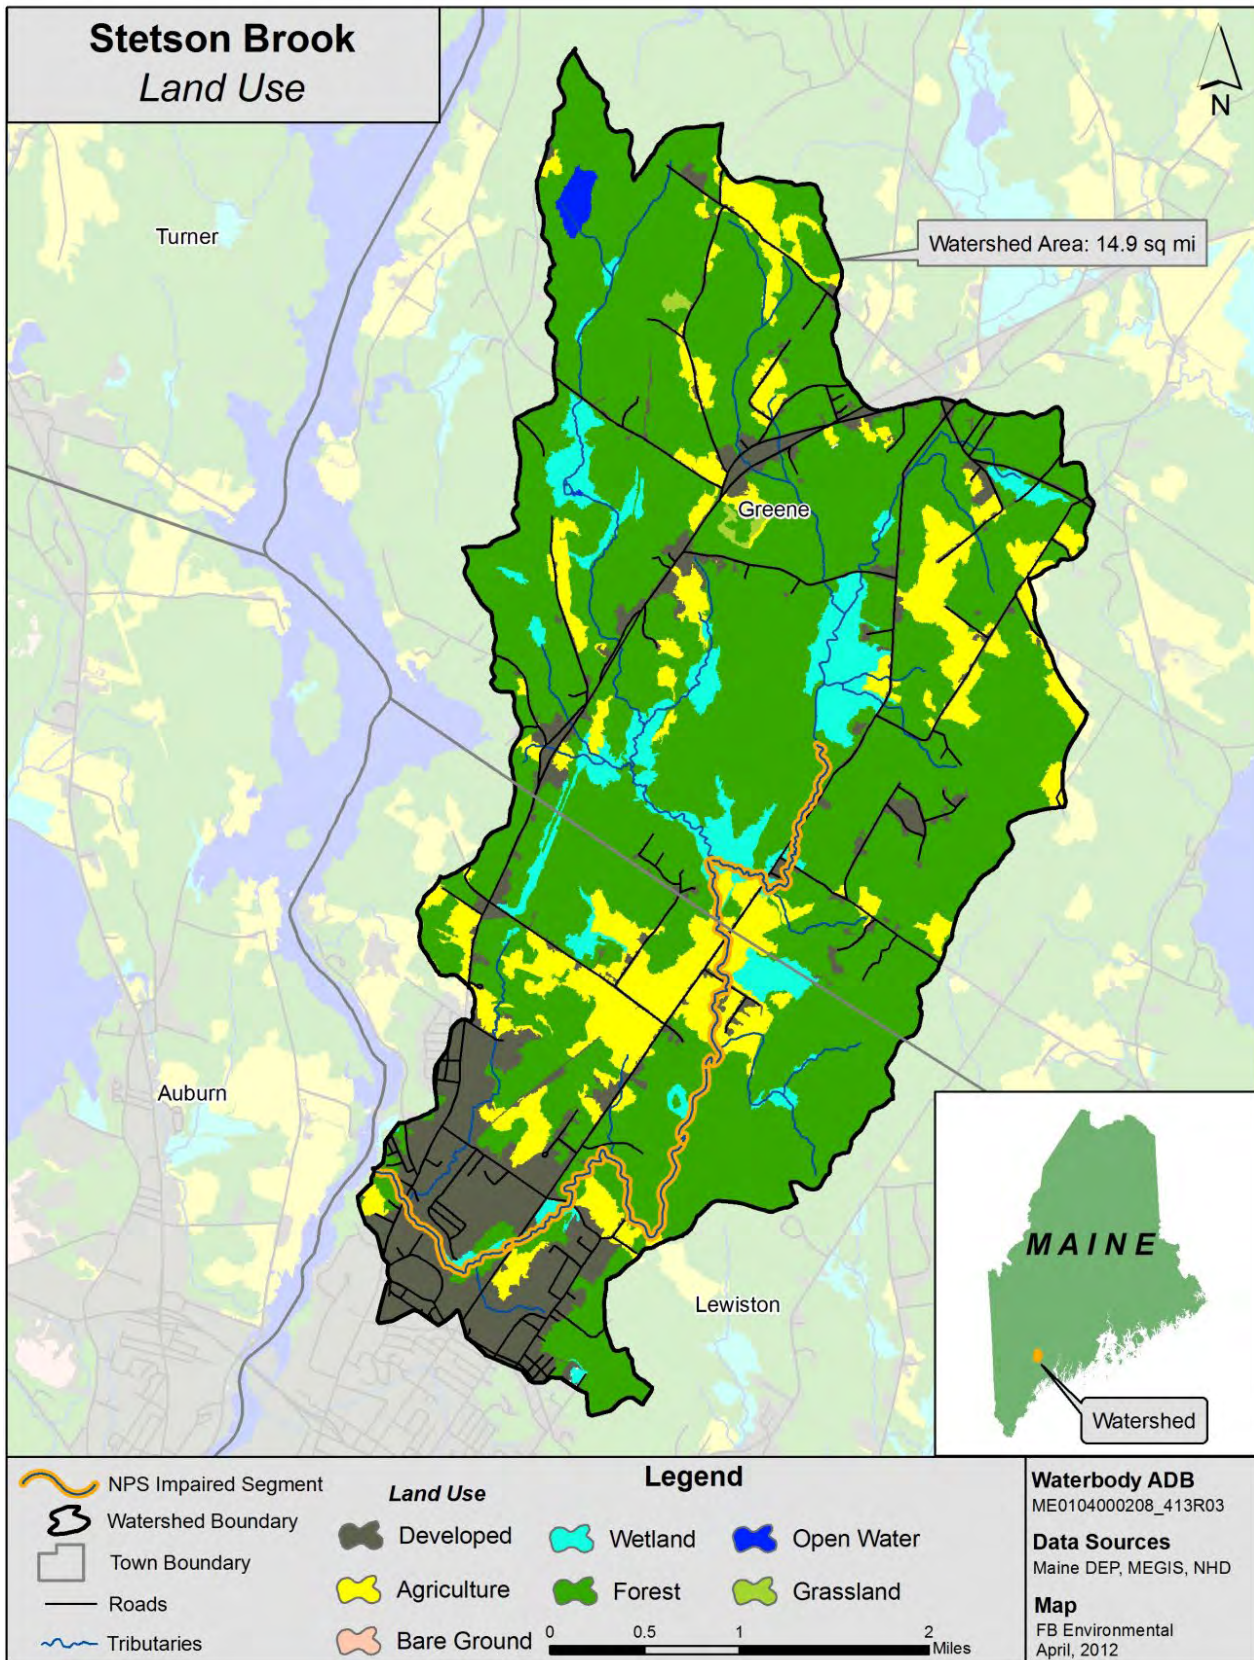 Stetson Brook
Land Use
N
Watershed Area: 14.9 sq mi
Turner
Greene
Auburn
Lewiston
MAINE
Watershed
Legend
NPS Impaired Segment
Watershed Boundary
Town Boundary
Roads
Tributaries
Land Use
Developed
Wetland
Open Water
Agriculture
Forest
Grassland
Bare Ground
0 0.5 1 2
Miles
Waterbody ADB
ME0104000208_413R03
Data Sources
Maine DEP, MEGIS, NHD
Map
FB Environmental
April, 2012